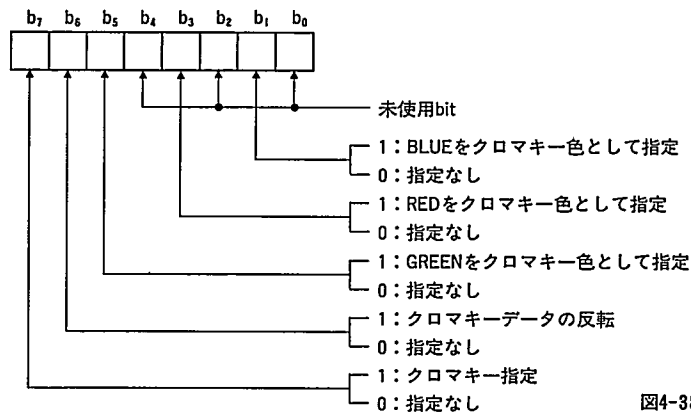 b₇ b₆ b₅ b₄ b₃ b₂ b₁ b₀
未使用bit
1：BLUEをクロマキー色として指定
0：指定なし
1：REDをクロマキー色として指定
0：指定なし
1：GREENをクロマキー色として指定
0：指定なし
1：クロマキーデータの反転
0：指定なし
1：クロマキー指定
0：指定なし
図4-3